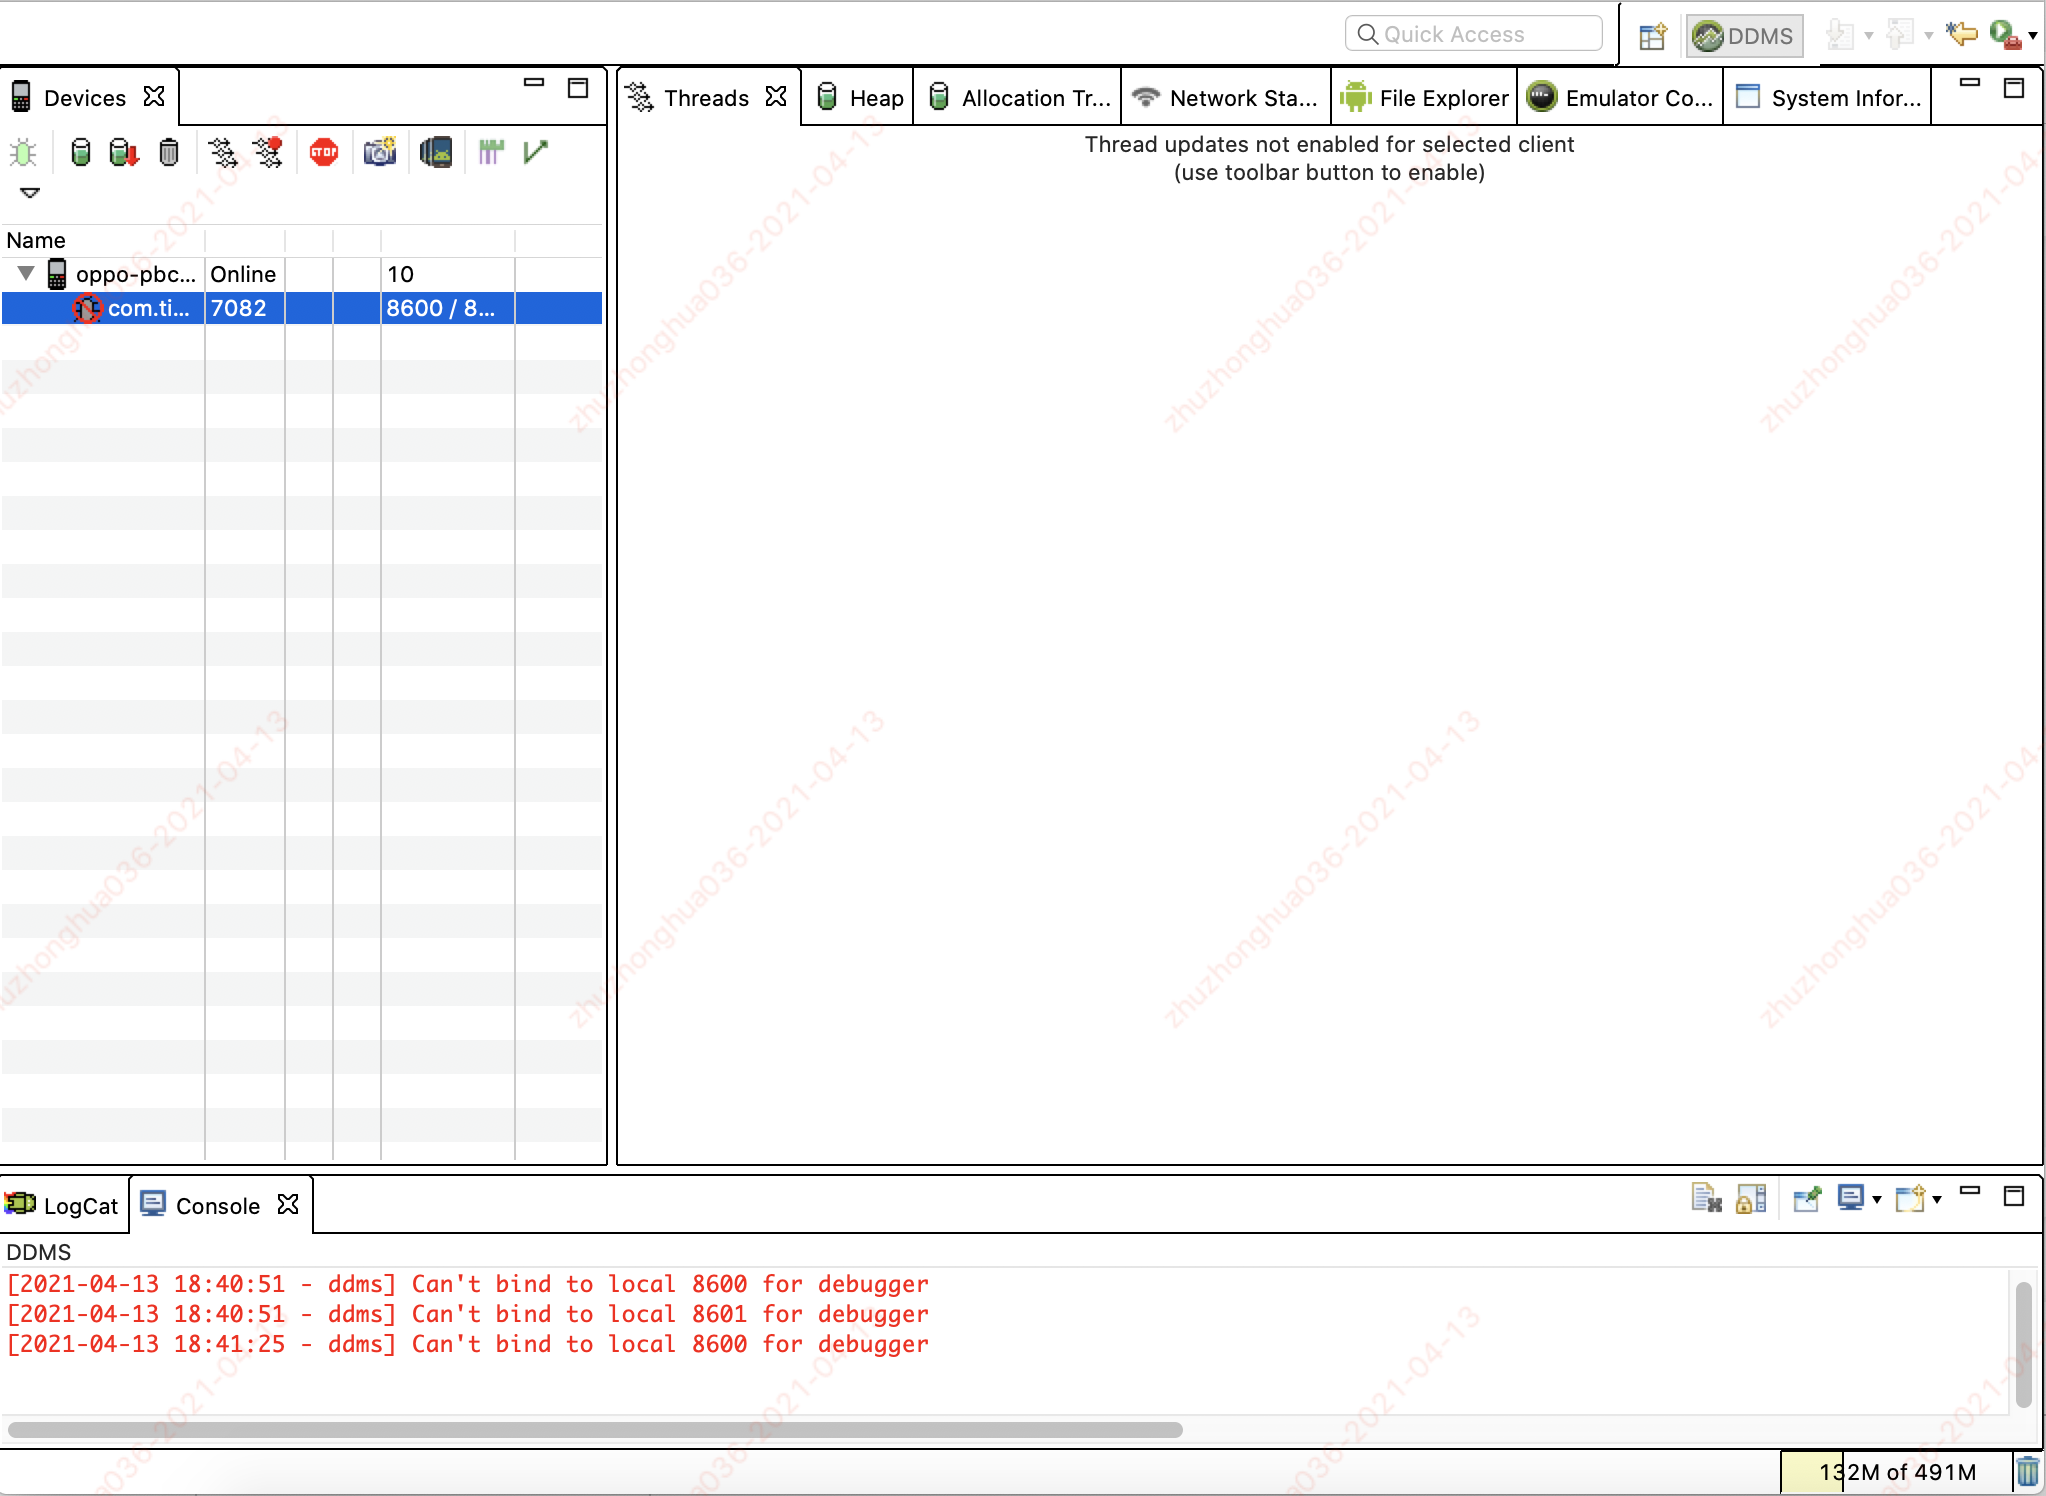 Quick Access
DDMS
Devices
Threads
Heap
Allocation Tr...
Network Sta...
File Explorer
Emulator Co...
System Infor...
STOP
Thread updates not enabled for selected client
(use toolbar button to enable)
Name
oppo-pbc... Online 10
com.ti... 7082 8600 / 8...
LogCat
Console
DDMS
[2021-04-13 18:40:51 - ddms] Can't bind to local 8600 for debugger
[2021-04-13 18:40:51 - ddms] Can't bind to local 8601 for debugger
[2021-04-13 18:41:25 - ddms] Can't bind to local 8600 for debugger
132M of 491M
zhuzhonghua036-2021-04-13